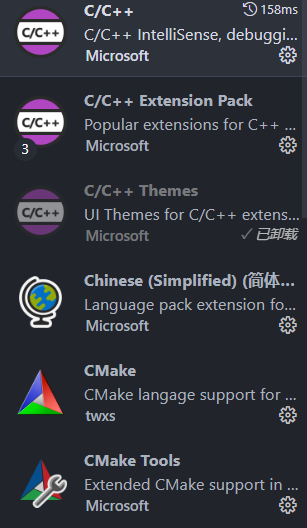 C/C++
158ms
C/C++
C/C++ IntelliSense, debuggi...
Microsoft
C/C++ Extension Pack
C/C++
Popular extensions for C++ ...
3
Microsoft
C/C++ Themes
C/C++
UI Themes for C/C++ extens...
Microsoft
✓ 已卸载
Chinese (Simplified) (简体...
Language pack extension fo...
Microsoft
CMake
CMake langage support for ...
twxs
CMake Tools
Extended CMake support in ...
Microsoft